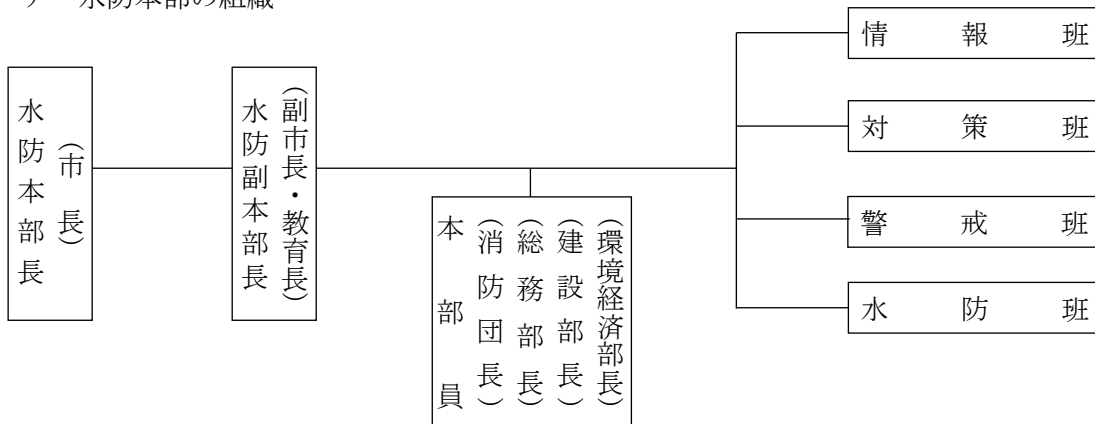 水防本部の組織
水防本部長
（市長）
水防副本部長
（副市長・教育長）
本部員
（消防団長）
（総務部長）
（建設部長）
（環境経済部長）
情報班
対策班
警戒班
水防班